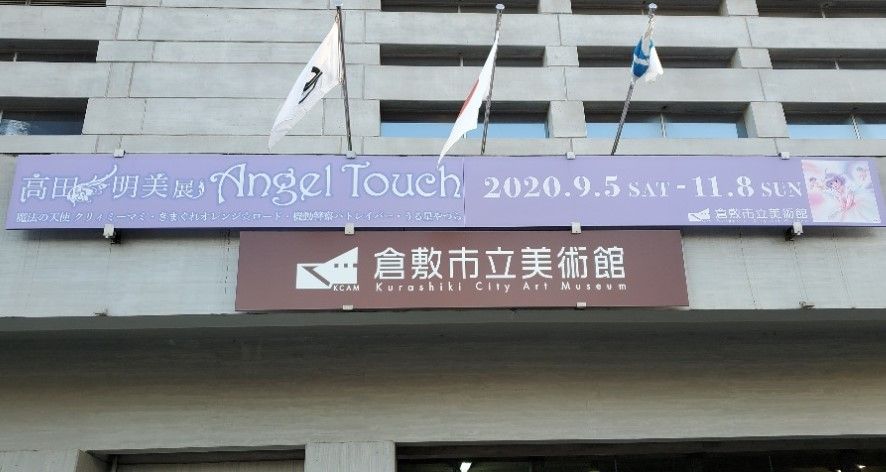 高田明美展 Angel Touch
魔法の天使 クリィミーマミ・きまぐれオレンジ☆ロード・機動警察パトレイバー・うる星やつら
2020.9.5 SAT - 11.8 SUN
倉敷市立美術館
KCAM
倉敷市立美術館
Kurashiki City Art Museum